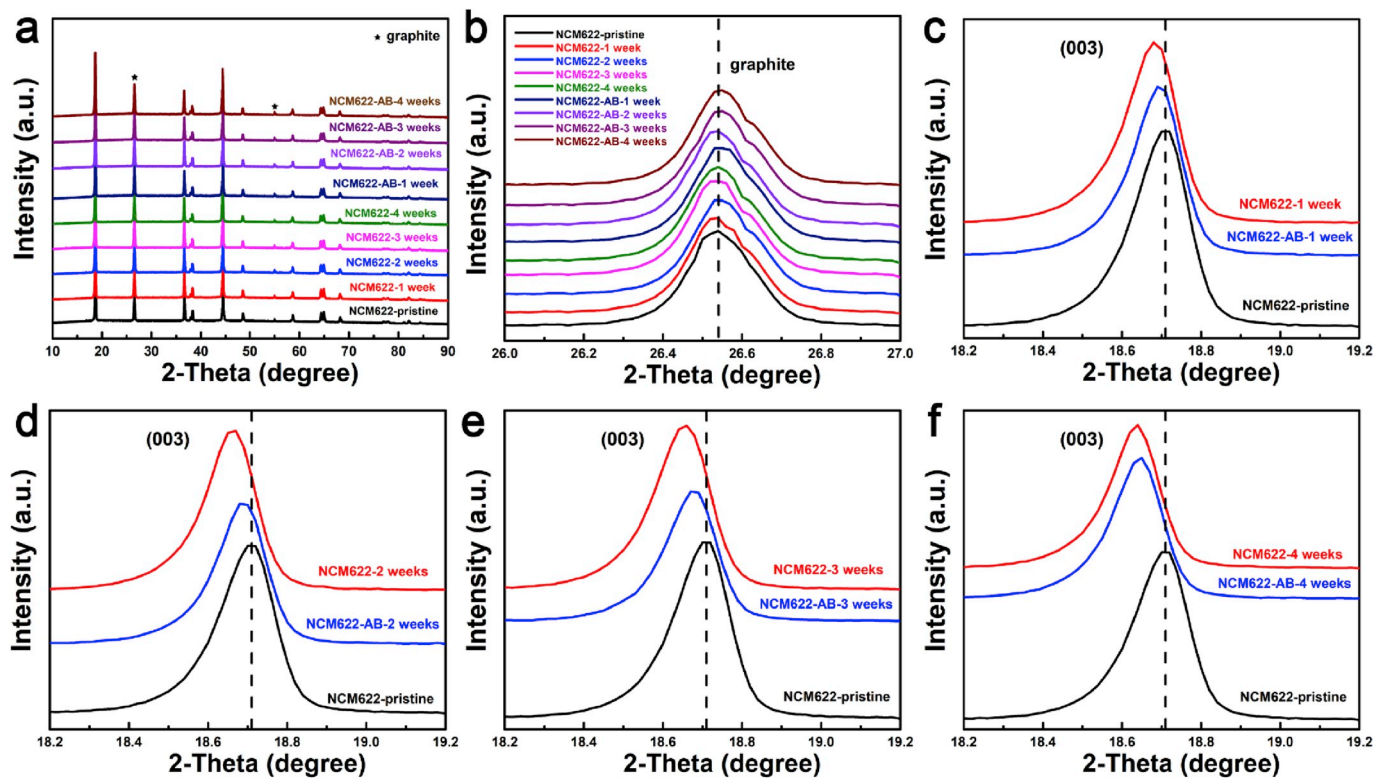 a
Intensity (a.u.)
* graphite
*
*
NCM622-AB-4 weeks
NCM622-AB-3 weeks
NCM622-AB-2 weeks
NCM622-AB-1 week
NCM622-4 weeks
NCM622-3 weeks
NCM622-2 weeks
NCM622-1 week
NCM622-pristine
10 20 30 40 50 60 70 80 90
2-Theta (degree)
b
Intensity (a.u.)
NCM622-pristine
NCM622-1 week
NCM622-2 weeks
NCM622-3 weeks
NCM622-4 weeks
NCM622-AB-1 week
NCM622-AB-2 weeks
NCM622-AB-3 weeks
NCM622-AB-4 weeks
graphite
26.0 26.2 26.4 26.6 26.8 27.0
2-Theta (degree)
c
Intensity (a.u.)
(003)
NCM622-1 week
NCM622-AB-1 week
NCM622-pristine
18.2 18.4 18.6 18.8 19.0 19.2
2-Theta (degree)
d
Intensity (a.u.)
(003)
NCM622-2 weeks
NCM622-AB-2 weeks
NCM622-pristine
18.2 18.4 18.6 18.8 19.0 19.2
2-Theta (degree)
e
Intensity (a.u.)
(003)
NCM622-3 weeks
NCM622-AB-3 weeks
NCM622-pristine
18.2 18.4 18.6 18.8 19.0 19.2
2-Theta (degree)
f
Intensity (a.u.)
(003)
NCM622-4 weeks
NCM622-AB-4 weeks
NCM622-pristine
18.2 18.4 18.6 18.8 19.0 19.2
2-Theta (degree)